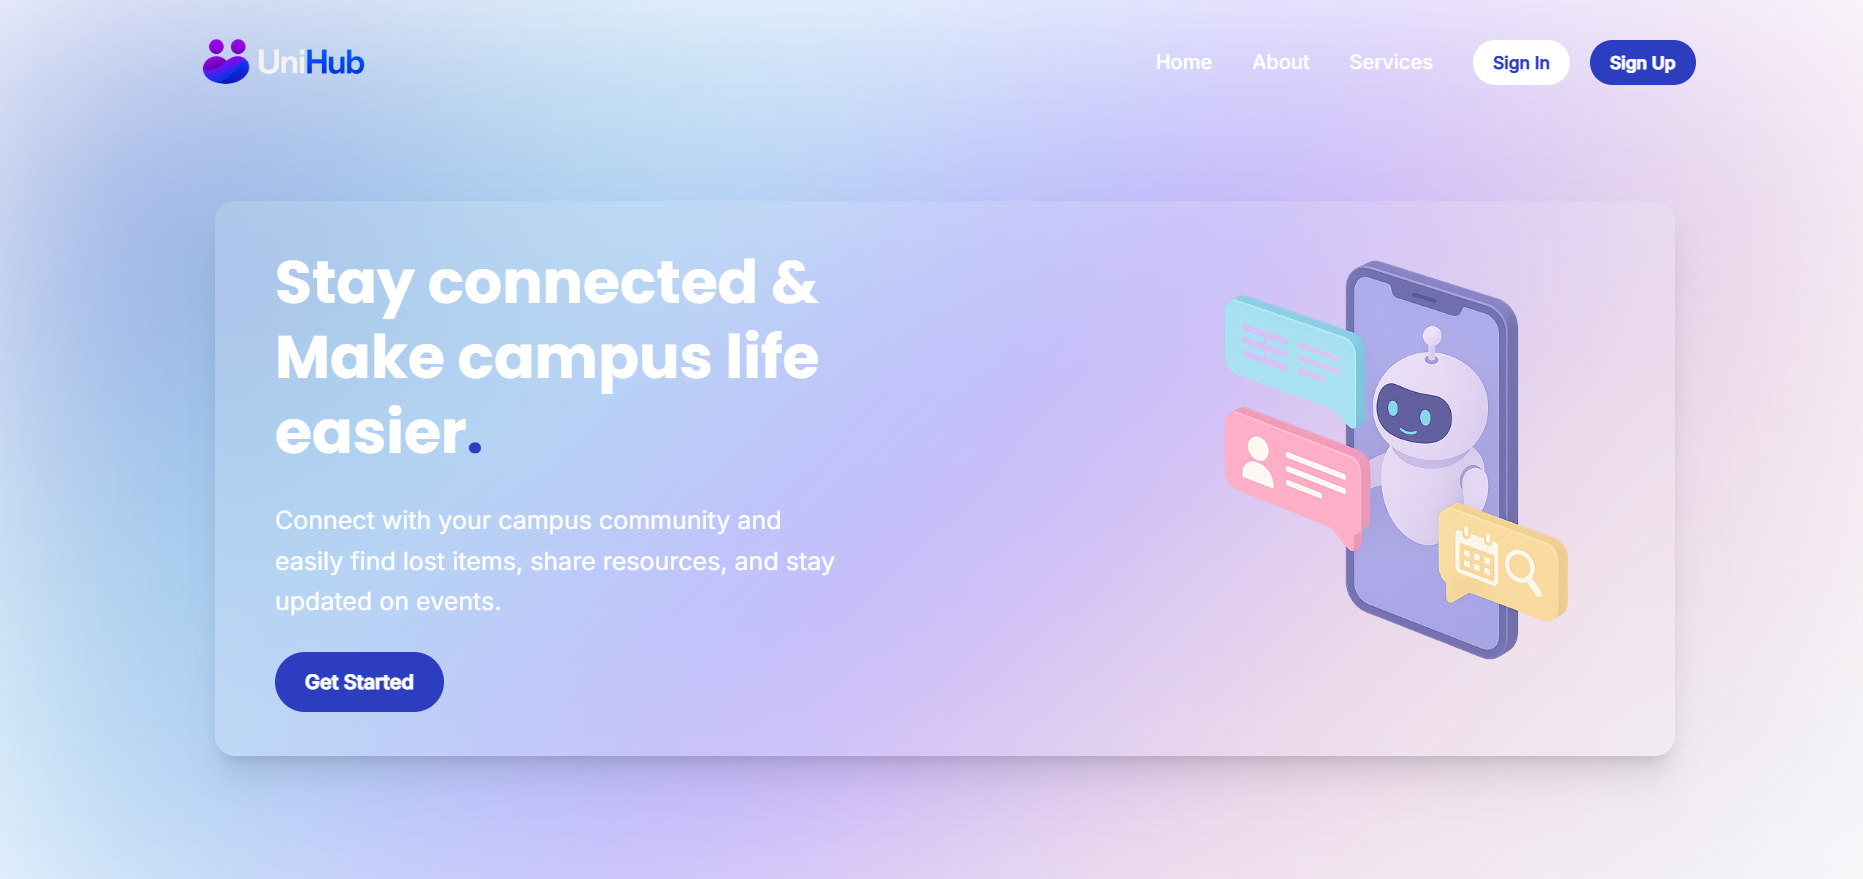 UniHub
Home About Services Sign In Sign Up
Stay connected &
Make campus life
easier.
Connect with your campus community and
easily find lost items, share resources, and stay
updated on events.
Get Started